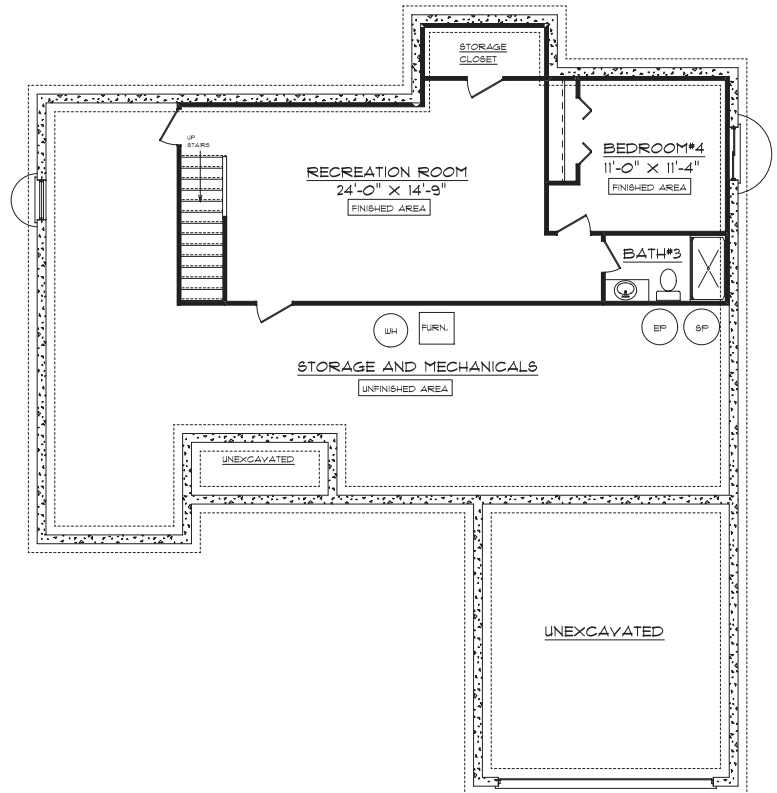 STORAGE
CLOSET
UP
STAIRS
BEDROOM#4
11'-0" X 11'-4"
FINISHED AREA
RECREATION ROOM
24'-0" X 14'-9"
FINISHED AREA
BATH#3
WH
FURN.
EP
SP
STORAGE AND MECHANICALS
UNFINISHED AREA
UNEXCAVATED
UNEXCAVATED